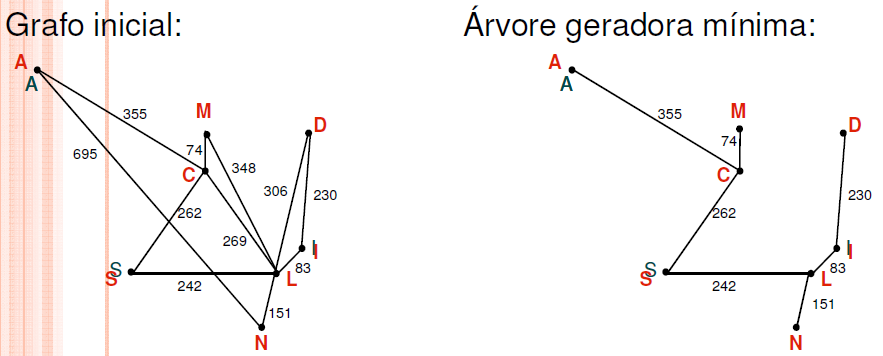 Grafo inicial:
A
A
355
M
D
695
74
348
C
306
230
262
269
I
I
S
S
83
242
L
151
N
Árvore geradora mínima:
A
A
355
M
D
74
C
230
262
I
I
S
S
83
242
L
151
N